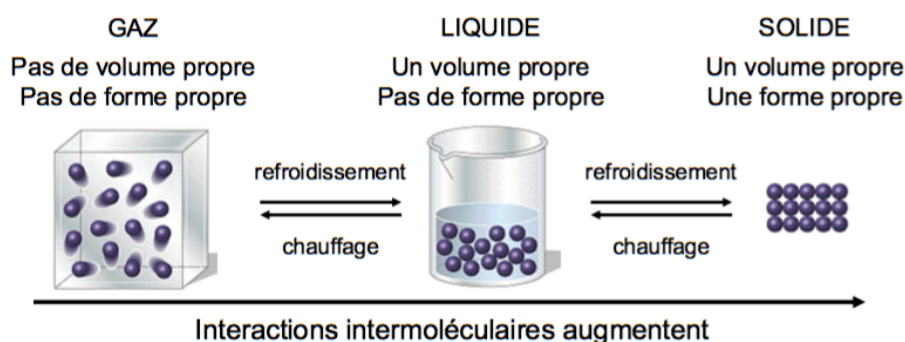 GAZ
Pas de volume propre
Pas de forme propre
LIQUIDE
Un volume propre
Pas de forme propre
SOLIDE
Un volume propre
Une forme propre
refroidissement
chauffage
refroidissement
chauffage
Interactions intermoléculaires augmentent